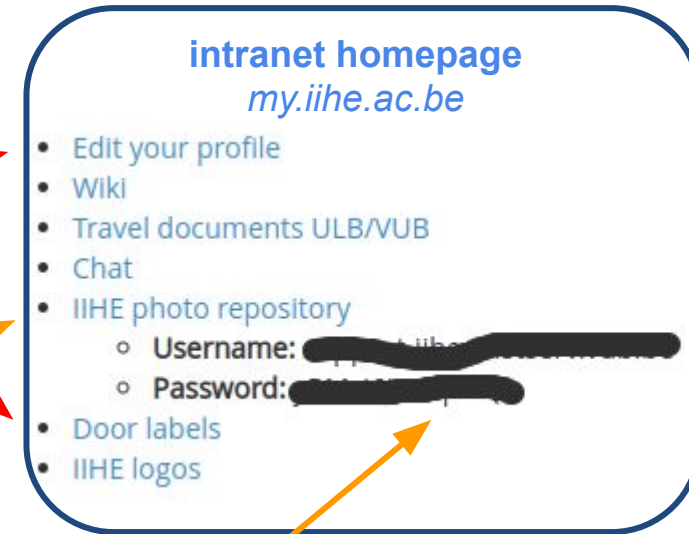 intranet homepage
my.iihe.ac.be
Edit your profile
Wiki
Travel documents ULB/VUB
Chat
IIHE photo repository
Username:
Password:
Door labels
IIHE logos